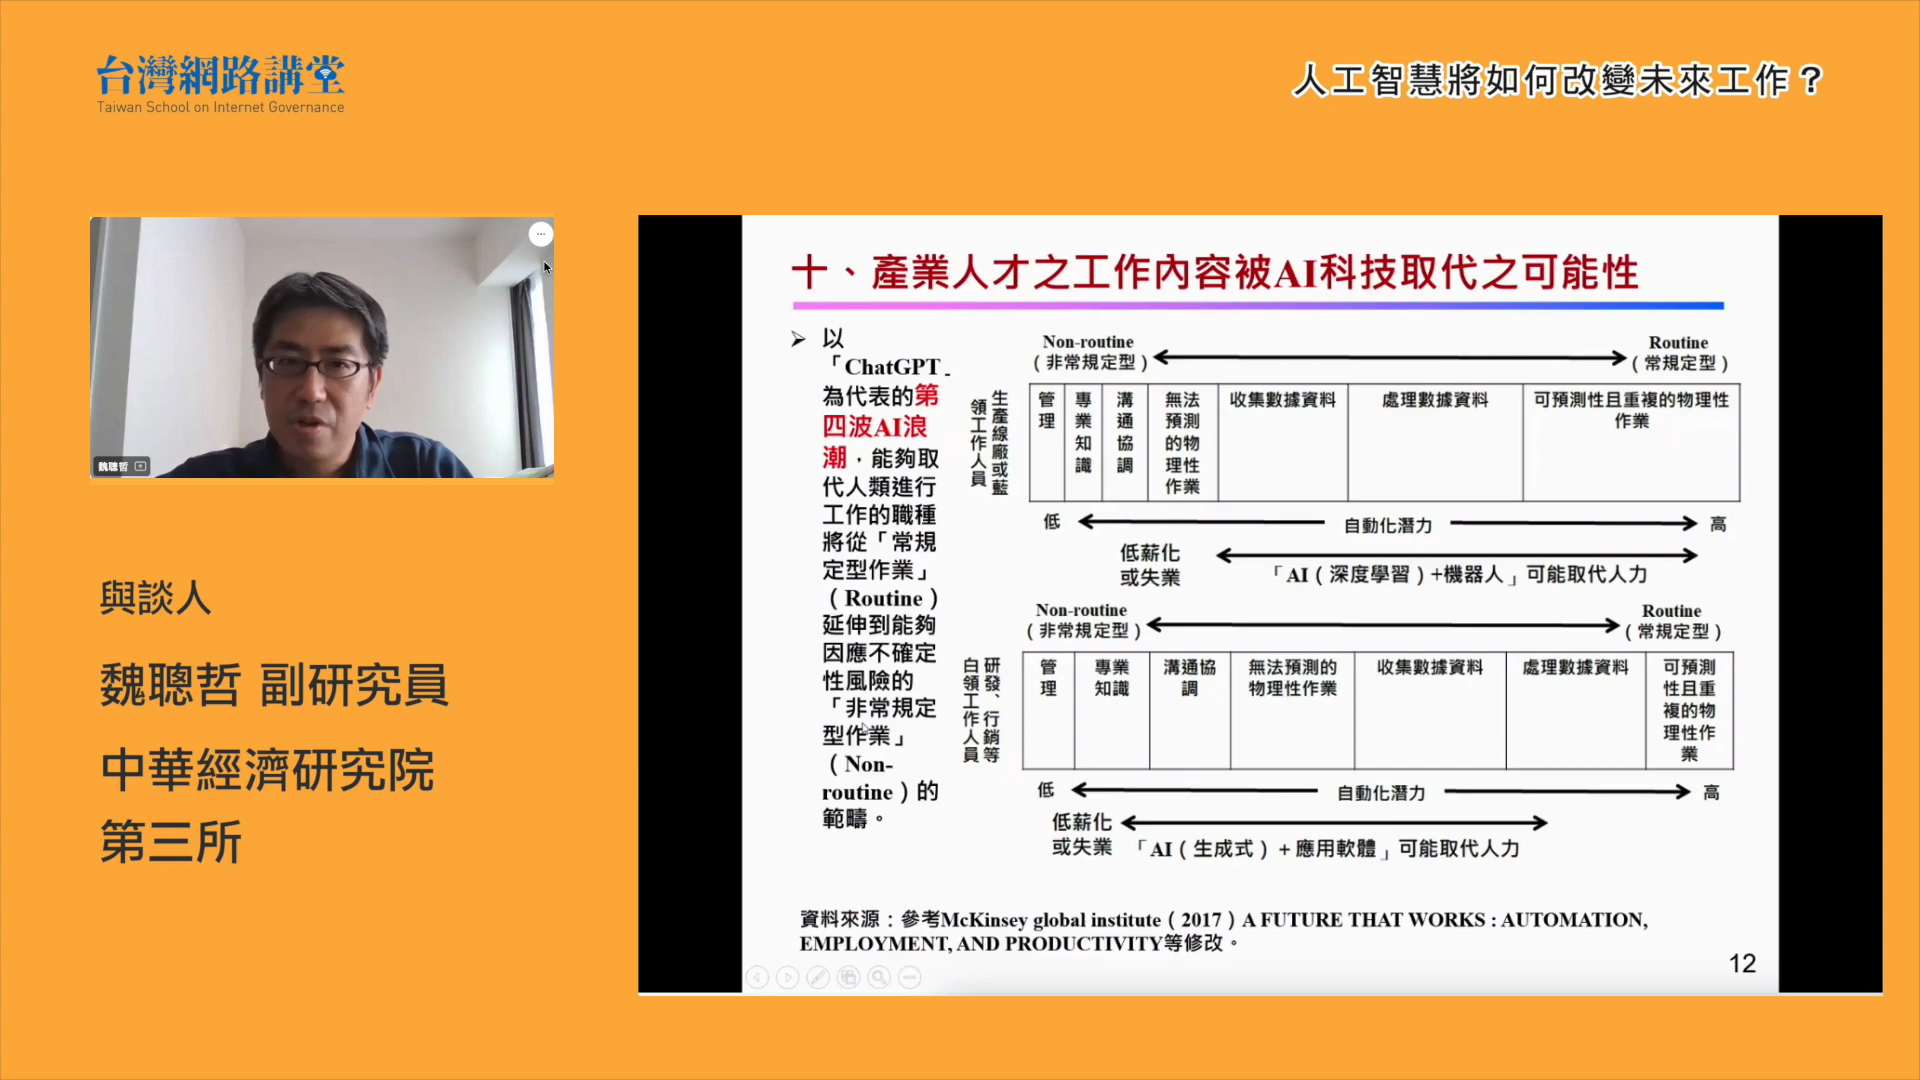 台灣網路講堂
Taiwan School on Internet Governance
人工智慧將如何改變未來工作？
魏聰哲
與談人
魏聰哲 副研究員
中華經濟研究院
第三所
十、產業人才之工作內容被AI科技取代之可能性
➢ 以
「ChatGPT」
為代表的第
四波AI浪
潮，能夠取
代人類進行
工作的職種
將從「常規
定型作業」
（Routine）
延伸到能夠
因應不確定
性風險的
「非常規定
型作業」
（Non-
routine）的
範疇。
Non-routine
（非常規定型）
Routine
（常規定型）
生產線廠或藍
領工作人員
管理
專業知識
溝通協調
無法
預測
的物
理性
作業
收集數據資料
處理數據資料
可預測性且重複的物理性
作業
低
自動化潛力
高
低薪化
或失業
「AI（深度學習）+機器人」可能取代人力
Non-routine
（非常規定型）
Routine
（常規定型）
研發、行銷等
白領工作人員
管理
專業
知識
溝通協
調
無法預測的
物理性作業
收集數據資料
處理數據資料
可預測
性且重
複的物
理性作
業
低
自動化潛力
高
低薪化
或失業
「AI（生成式）+應用軟體」可能取代人力
資料來源：參考McKinsey global institute（2017）A FUTURE THAT WORKS : AUTOMATION,
EMPLOYMENT, AND PRODUCTIVITY等修改。
12